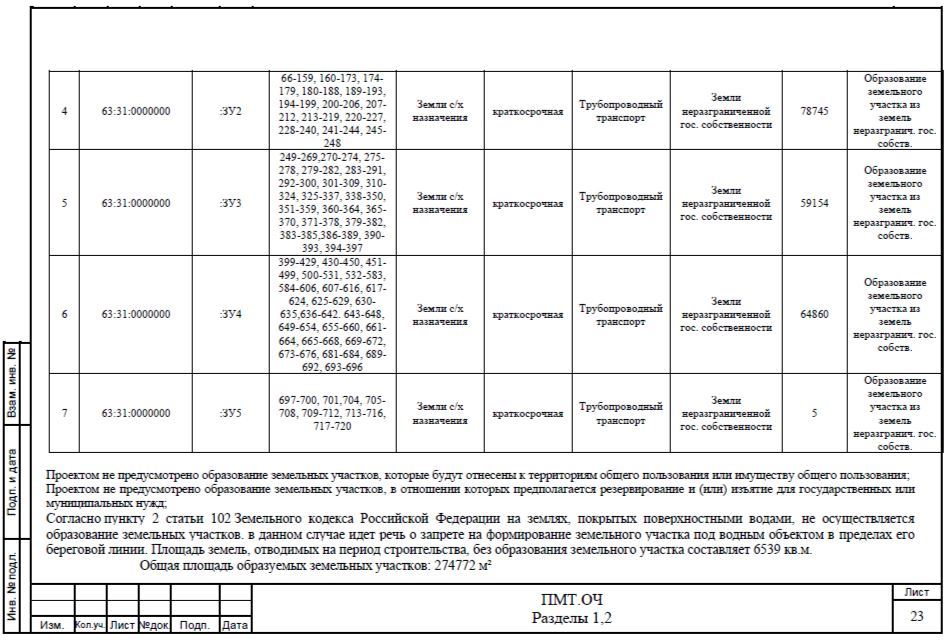 4 63:31:0000000 :ЗУ2 66-159, 160-173, 174-179, 180-188, 189-193, 194-199, 200-206, 207-212, 213-219, 220-227, 228-240, 241-244, 245-248 Земли с/х назначения краткосрочная Трубопроводный транспорт Земли неразграниченной гос. собственности 78745 Образование земельного участка из земель неразгранич. гос. собств.
5 63:31:0000000 :ЗУ3 249-269,270-274, 275-278, 279-282, 283-291, 292-300, 301-309, 310-324, 325-337, 338-350, 351-359, 360-364, 365-370, 371-378, 379-382, 383-385,386-389, 390-393, 394-397 Земли с/х назначения краткосрочная Трубопроводный транспорт Земли неразграниченной гос. собственности 59154 Образование земельного участка из земель неразгранич. гос. собств.
6 63:31:0000000 :ЗУ4 399-429, 430-450, 451-499, 500-531, 532-583, 584-606, 607-616, 617-624, 625-629, 630-635,636-642. 643-648, 649-654, 655-660, 661-664, 665-668, 669-672, 673-676, 681-684, 689-692, 693-696 Земли с/х назначения краткосрочная Трубопроводный транспорт Земли неразграниченной гос. собственности 64860 Образование земельного участка из земель неразгранич. гос. собств.
7 63:31:0000000 :ЗУ5 697-700, 701,704, 705-708, 709-712, 713-716, 717-720 Земли с/х назначения краткосрочная Трубопроводный транспорт Земли неразграниченной гос. собственности 5 Образование земельного участка из земель неразгранич. гос. собств.
Проектом не предусмотрено образование земельных участков, которые будут отнесены к территориям общего пользования или имуществу общего пользования;
Проектом не предусмотрено образование земельных участков, в отношении которых предполагается резервирование и (или) изъятие для государственных или
муниципальных нужд;
Согласно пункту 2 статьи 102 Земельного кодекса Российской Федерации на землях, покрытых поверхностными водами, не осуществляется
образование земельных участков. в данном случае идет речь о запрете на формирование земельного участка под водным объектом в пределах его
береговой линии. Площадь земель, отводимых на период строительства, без образования земельного участка составляет 6539 кв.м.
Общая площадь образуемых земельных участков: 274772 м²
Взам. инв. №
Подп. и дата
Инв. № подл.
Изм. Кол.уч. Лист №док. Подп. Дата
ПМТ.ОЧ
Разделы 1,2
Лист
23